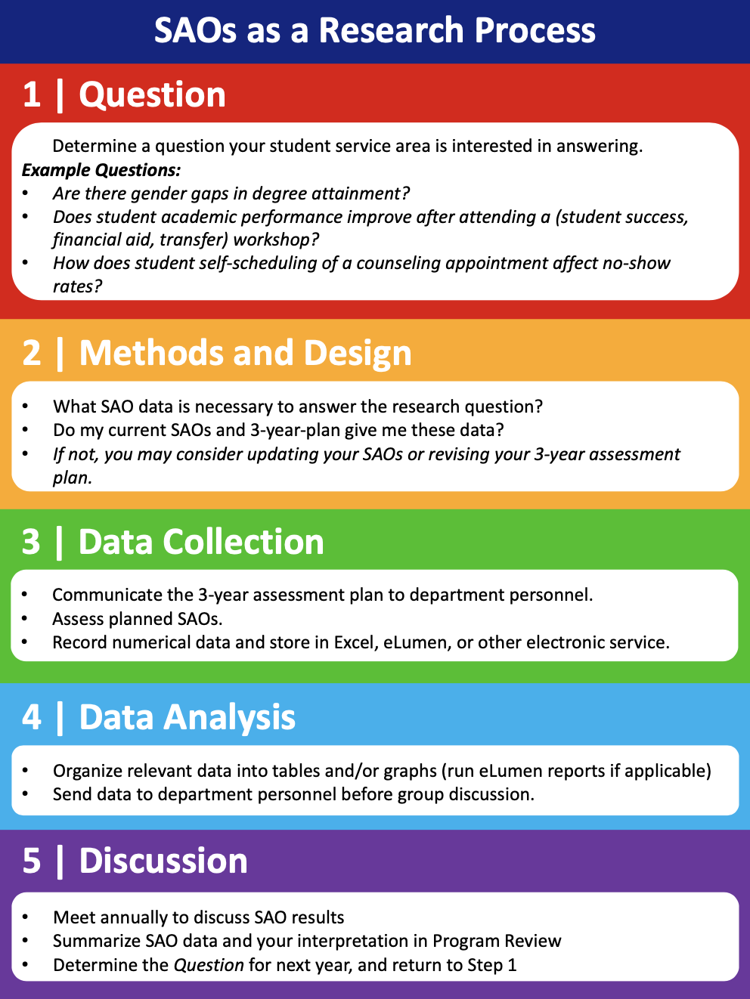 SAOs as a Research Process
1 | Question
Determine a question your student service area is interested in answering.
Example Questions:
• Are there gender gaps in degree attainment?
• Does student academic performance improve after attending a (student success,
financial aid, transfer) workshop?
• How does student self-scheduling of a counseling appointment affect no-show
rates?
2 | Methods and Design
• What SAO data is necessary to answer the research question?
• Do my current SAOs and 3-year-plan give me these data?
• If not, you may consider updating your SAOs or revising your 3-year assessment
plan.
3 | Data Collection
• Communicate the 3-year assessment plan to department personnel.
• Assess planned SAOs.
• Record numerical data and store in Excel, eLumen, or other electronic service.
4 | Data Analysis
• Organize relevant data into tables and/or graphs (run eLumen reports if applicable)
• Send data to department personnel before group discussion.
5 | Discussion
• Meet annually to discuss SAO results
• Summarize SAO data and your interpretation in Program Review
• Determine the Question for next year, and return to Step 1